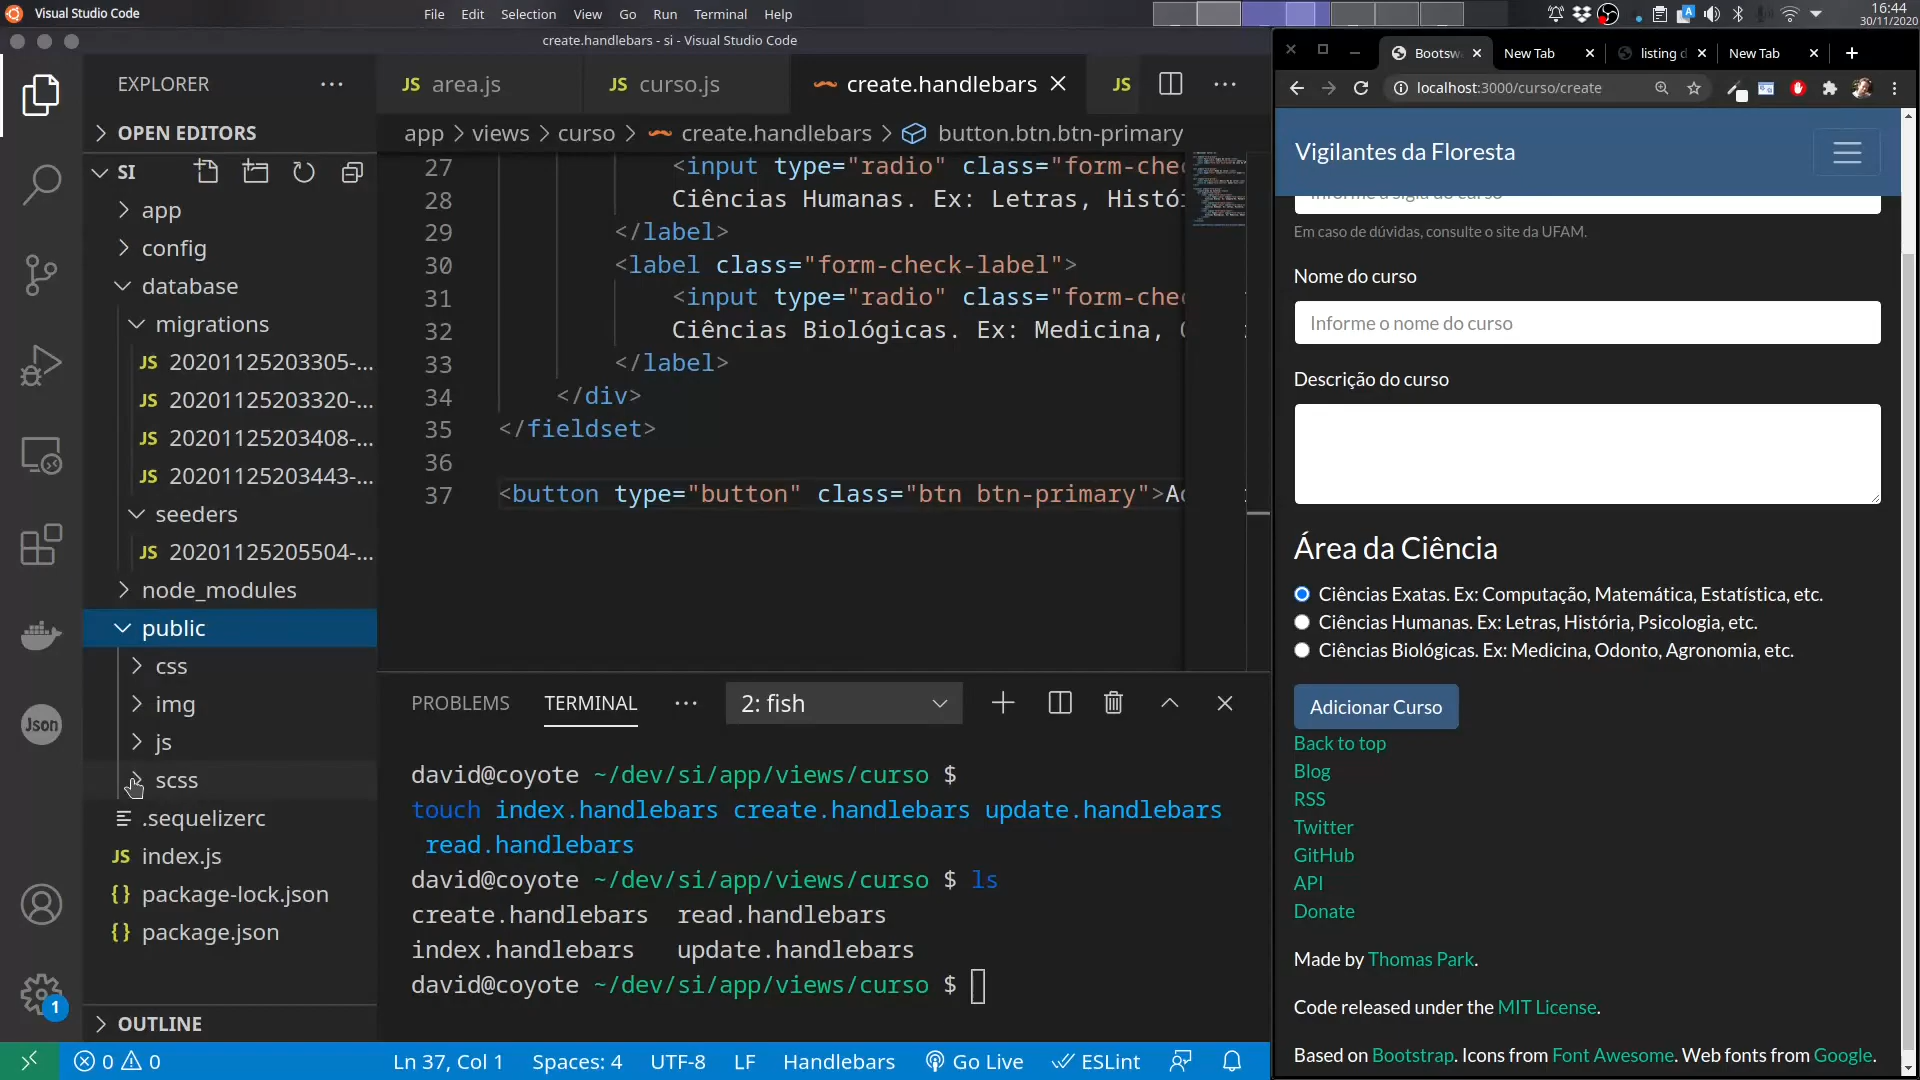 Visual Studio Code
File Edit Selection View Go Run Terminal Help
16:44
30/11/2020
create.handlebars - si - Visual Studio Code
EXPLORER
OPEN EDITORS
SI
app
config
database
migrations
JS 20201125203305-...
JS 20201125203320-...
JS 20201125203408-...
JS 20201125203443-...
seeders
JS 20201125205504-...
node_modules
public
css
img
js
scss
.sequelizerc
JS index.js
{} package-lock.json
{} package.json
OUTLINE
Json
1
JS area.js
JS curso.js
create.handlebars
JS
app > views > curso > create.handlebars > button.btn.btn-primary
27 <input type="radio" class="form-chec
28 Ciências Humanas. Ex: Letras, Histó
29 </label>
30 <label class="form-check-label">
31 <input type="radio" class="form-chec
32 Ciências Biológicas. Ex: Medicina,
33 </label>
34 </div>
35 </fieldset>
36
37 <button type="button" class="btn btn-primary">A
PROBLEMS TERMINAL ... 2: fish
david@coyote ~/dev/si/app/views/curso $
touch index.handlebars create.handlebars update.handlebars
read.handlebars
david@coyote ~/dev/si/app/views/curso $ ls
create.handlebars read.handlebars
index.handlebars update.handlebars
david@coyote ~/dev/si/app/views/curso $
0 0 Ln 37, Col 1 Spaces: 4 UTF-8 LF Handlebars Go Live ESLint
Bootsw New Tab listing d New Tab
localhost:3000/curso/create
Vigilantes da Floresta
Informe a sigla do curso
Em caso de dúvidas, consulte o site da UFAM.
Nome do curso
Informe o nome do curso
Descrição do curso
Área da Ciência
Ciências Exatas. Ex: Computação, Matemática, Estatística, etc.
Ciências Humanas. Ex: Letras, História, Psicologia, etc.
Ciências Biológicas. Ex: Medicina, Odonto, Agronomia, etc.
Adicionar Curso
Back to top
Blog
RSS
Twitter
GitHub
API
Donate
Made by Thomas Park.
Code released under the MIT License.
Based on Bootstrap. Icons from Font Awesome. Web fonts from Google.